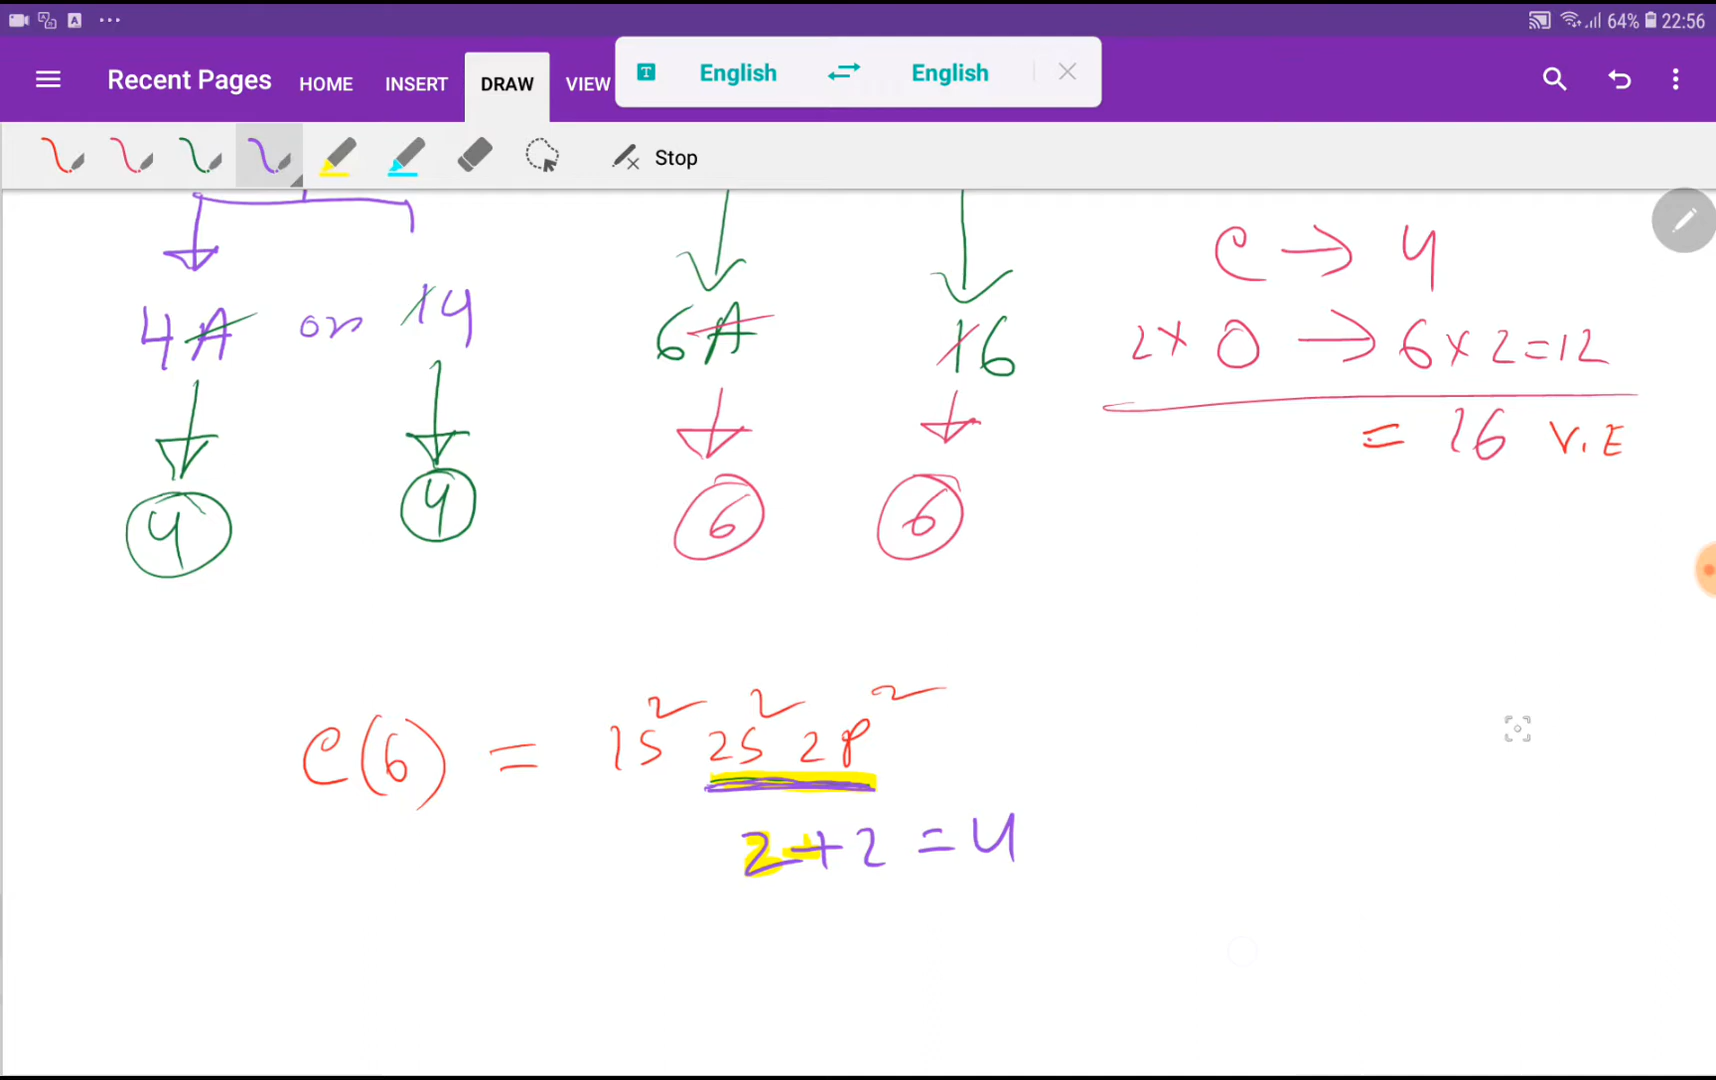 64% 22:56
Recent Pages HOME INSERT DRAW VIEW English English
Stop
4A or 14 6A 16
4 4 6 6
C → 4
2 × O → 6 × 2 = 12
= 16 V.E
C(6) = 1S² 2S² 2P²
2+2 = 4